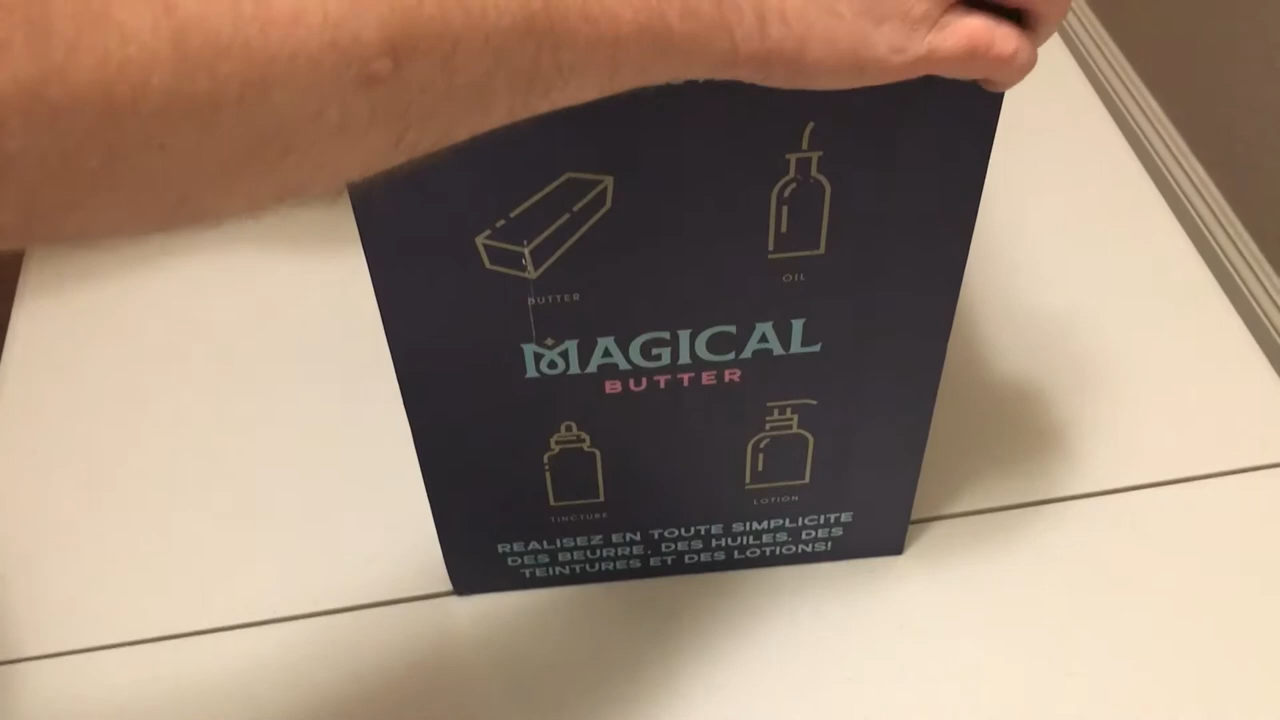 BUTTER
OIL
MAGICAL
BUTTER
TINCTURE
LOTION
REALISEZ EN TOUTE SIMPLICITE
DES BEURRE, DES HUILES, DES
TEINTURES ET DES LOTIONS!